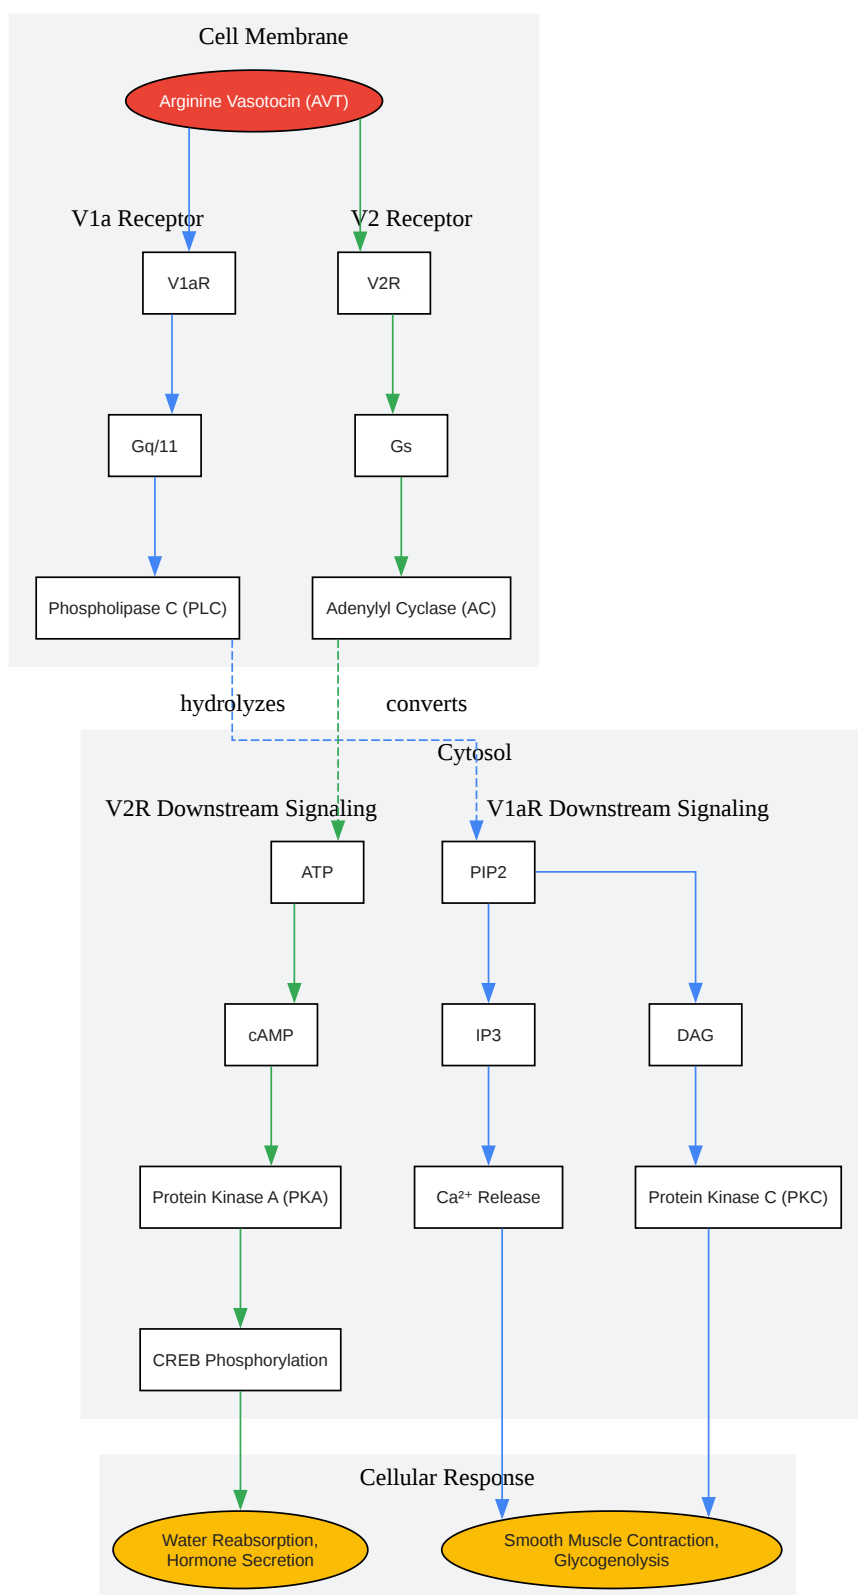 Cell Membrane
Arginine Vasotocin (AVT)
V1a Receptor
V2 Receptor
V1aR
V2R
Gq/11
Gs
Phospholipase C (PLC)
Adenylyl Cyclase (AC)
hydrolyzes
converts
Cytosol
V2R Downstream Signaling
V1aR Downstream Signaling
ATP
PIP2
cAMP
IP3
DAG
Protein Kinase A (PKA)
Ca²⁺ Release
Protein Kinase C (PKC)
CREB Phosphorylation
Cellular Response
Water Reabsorption,
Hormone Secretion
Smooth Muscle Contraction,
Glycogenolysis